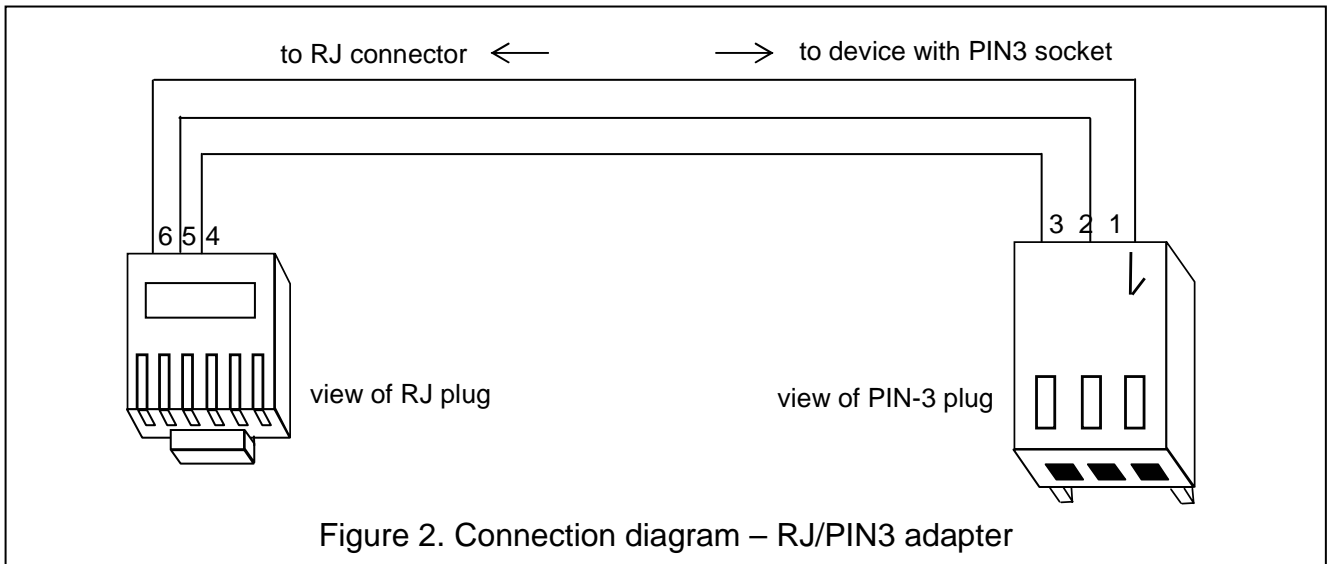 to RJ connector
to device with PIN3 socket
6 5 4
3 2 1
view of RJ plug
view of PIN-3 plug
Figure 2. Connection diagram – RJ/PIN3 adapter